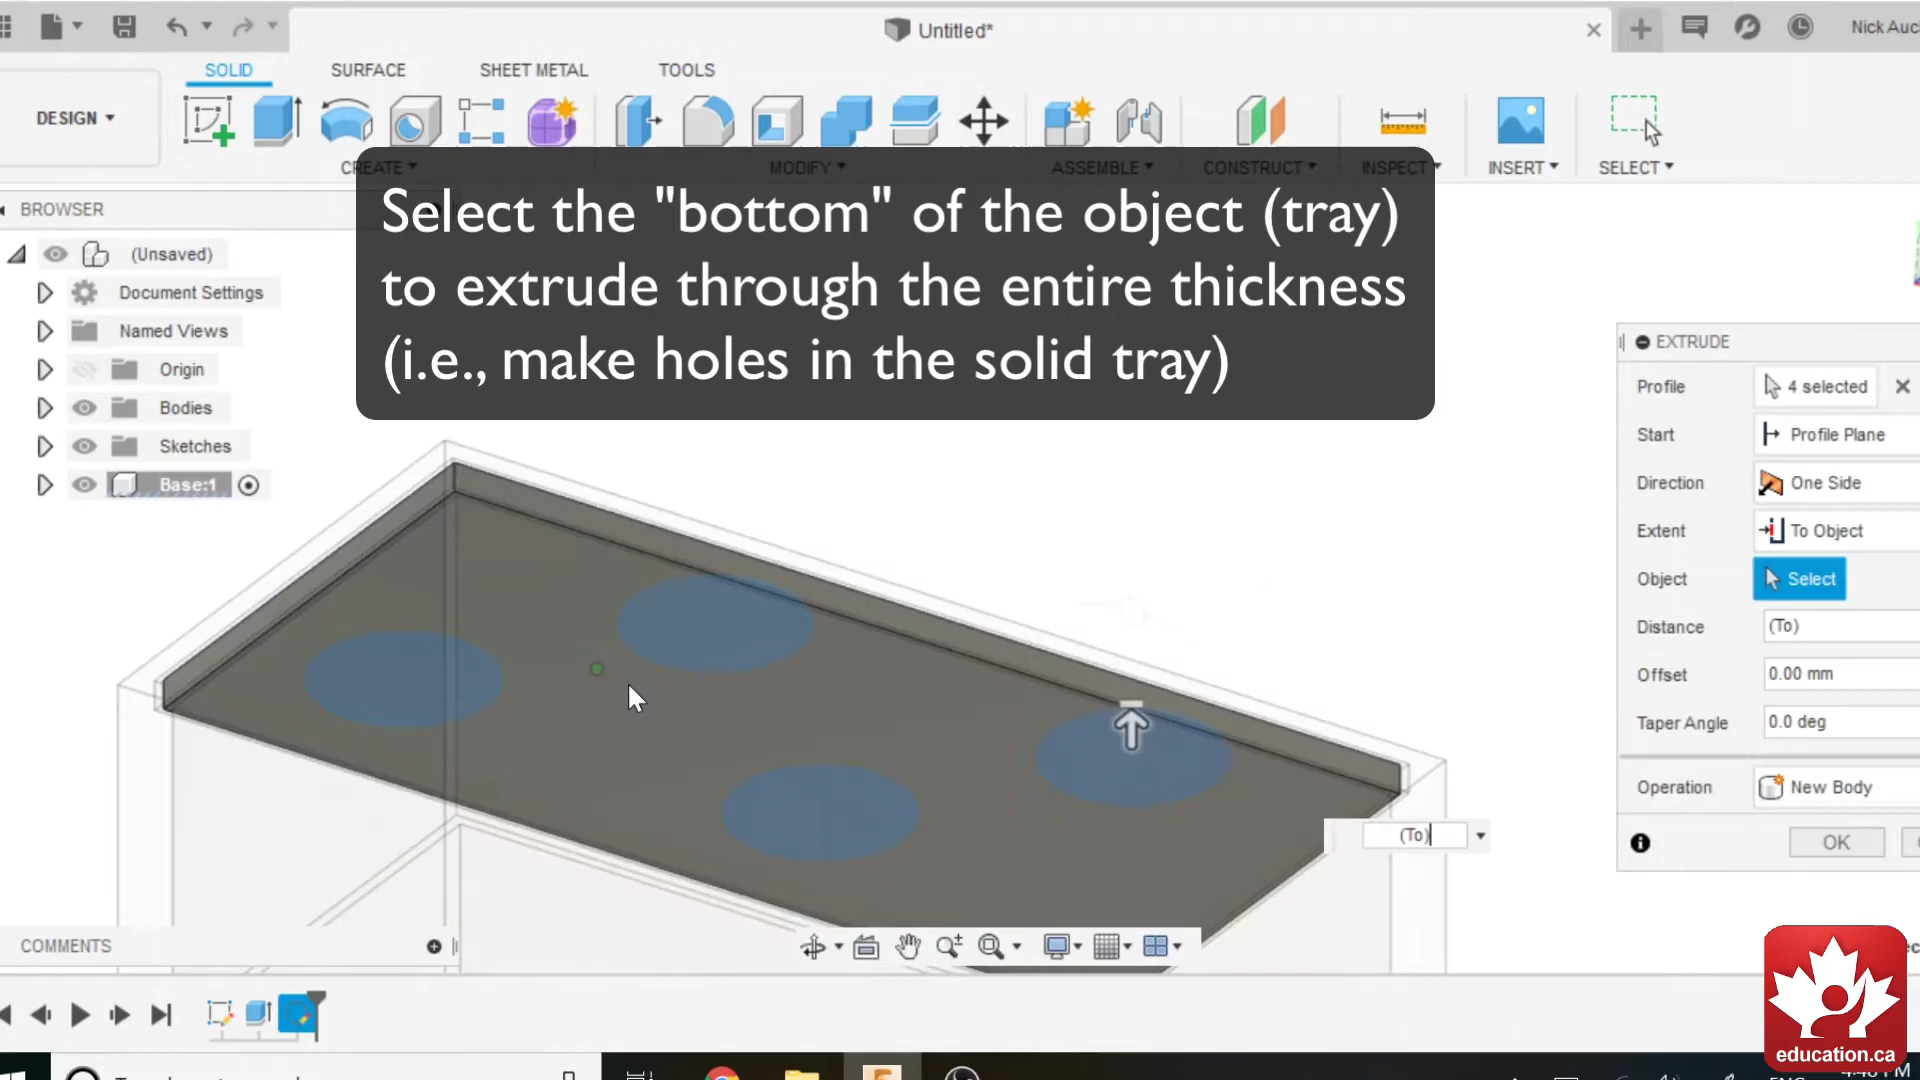 Untitled*
Nick Auc
SOLID
SURFACE
SHEET METAL
TOOLS
DESIGN
CREATE
MODIFY
ASSEMBLE
CONSTRUCT
INSPECT
INSERT
SELECT
Select the "bottom" of the object (tray)
to extrude through the entire thickness
(i.e., make holes in the solid tray)
BROWSER
(Unsaved)
Document Settings
Named Views
Origin
Bodies
Sketches
Base:1
EXTRUDE
Profile 4 selected
Start Profile Plane
Direction One Side
Extent To Object
Object Select
Distance (To)
Offset 0.00 mm
Taper Angle 0.0 deg
Operation New Body
OK
(To)
COMMENTS
education.ca